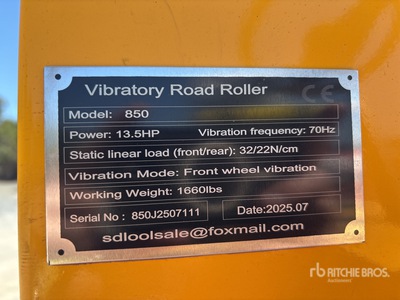 Vibratory Road Roller
CE
Model: 850
Power: 13.5HP Vibration frequency: 70Hz
Static linear load (front/rear): 32/22N/cm
Vibration Mode: Front wheel vibration
Working Weight: 1660lbs
Serial No : 850J2507111 Date:2025.07
sdloolsale@foxmail.com
rb RITCHIE BROS.
Auctioneers